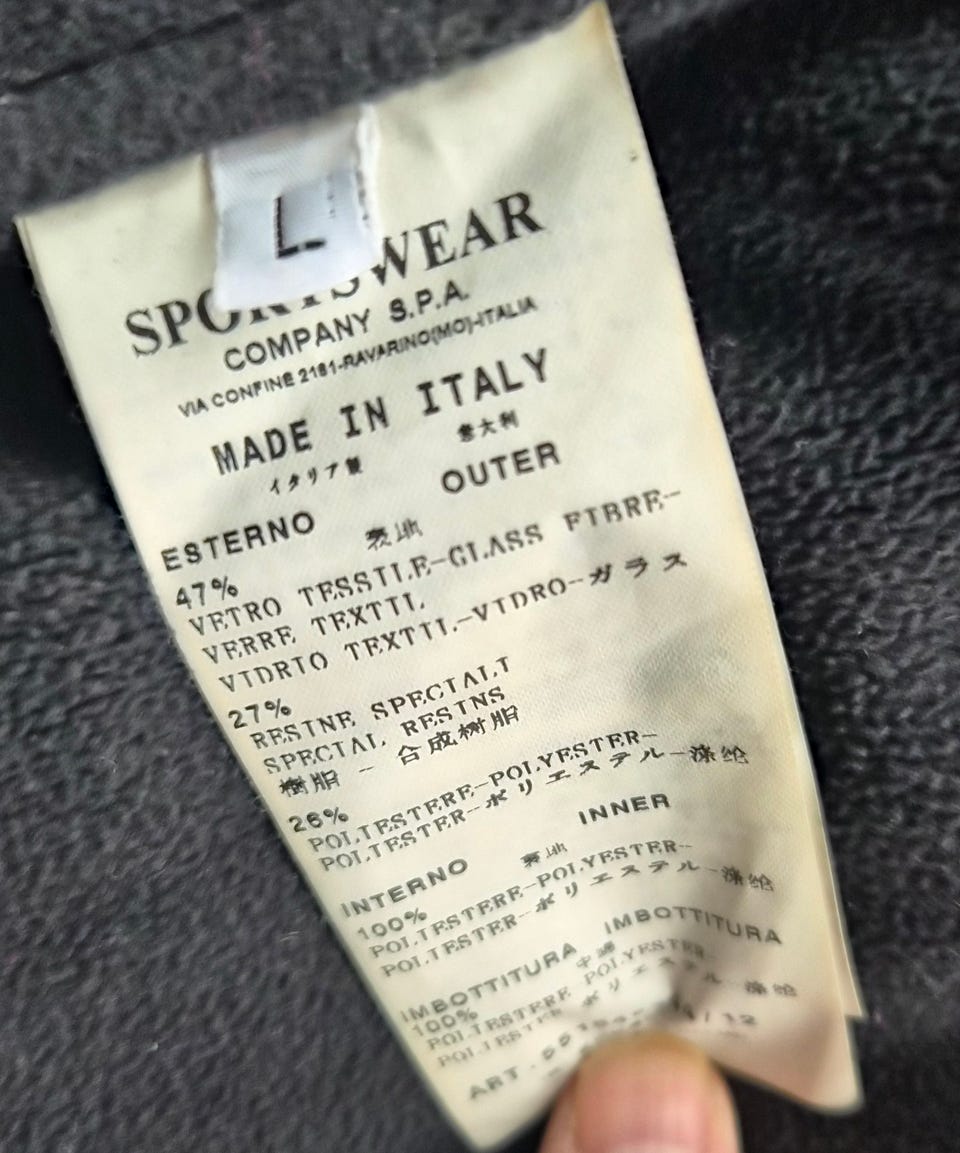 L
SPORTSWEAR
COMPANY S.P.A.
VIA CONFINE 2161-RAVARINO(MO)-ITALIA
MADE IN ITALY
イタリア製 意大利
ESTERNO 表地 OUTER
47%
VETRO TESSILE-GLASS FIBRE-
VERRE TEXTIL
VIDRIO TEXTIL-VIDRO-ガラス
27%
RESINE SPECIALI
SPECIAL RESINS
樹脂 - 合成樹脂
26%
POLIESTERE-POLYESTER-
POLIESTER-ポリエステル-涤纶
INTERNO 裏地 INNER
100%
POLIESTERE-POLYESTER-
POLIESTER-ポリエステル-涤纶
IMBOTTITURA 中綿 IMBOTTITURA
100%
POLIESTERE POLYESTER
POLIESTER ポリエステル-涤纶
ART.